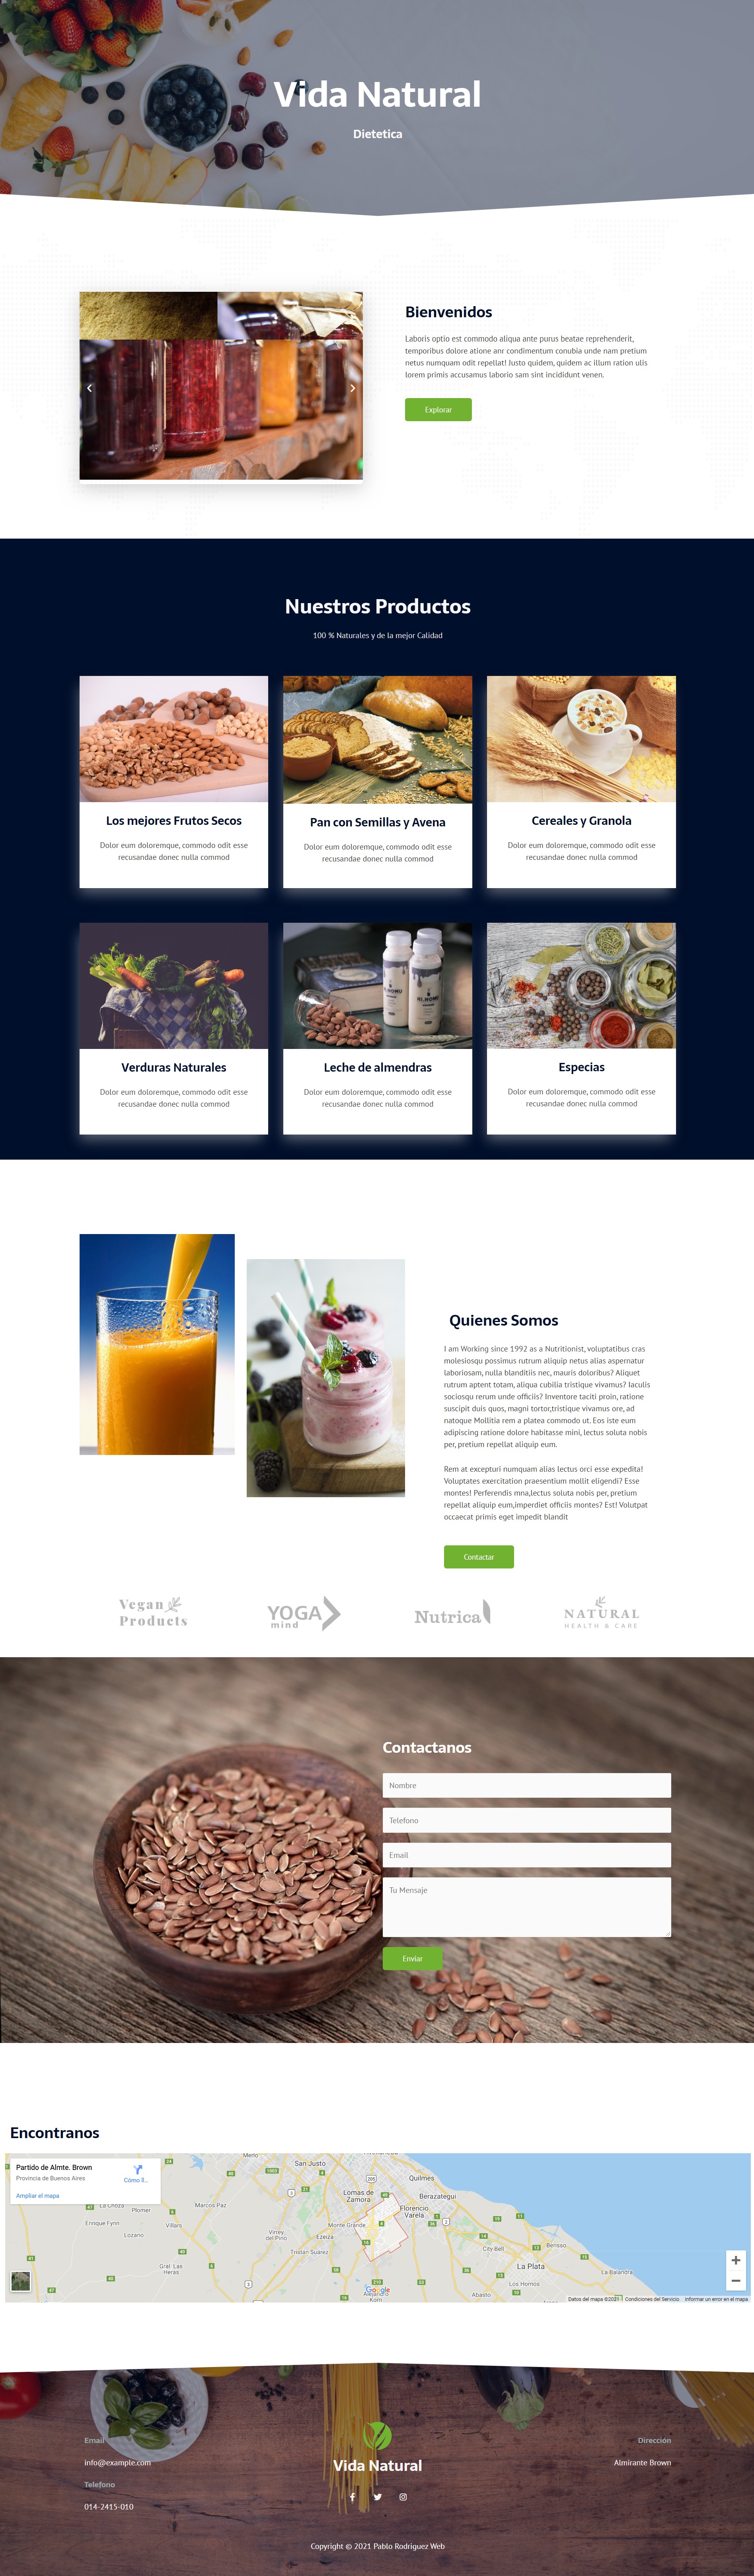 Vida Natural
Dietetica
Bienvenidos
Laboris optio est commodo aliqua ante purus beatae reprehenderit,
temporibus dolore atione anr condimentum conubia unde nam pretium
netus numquam odit repellat! Justo quidem, quidem ac illum ration ulis
lorem primis accusamus laborio sam sint incididunt venen.
Explorar
Nuestros Productos
100 % Naturales y de la mejor Calidad
Los mejores Frutos Secos
Dolor eum doloremque, commodo odit esse
recusandae donec nulla commod
Pan con Semillas y Avena
Dolor eum doloremque, commodo odit esse
recusandae donec nulla commod
Cereales y Granola
Dolor eum doloremque, commodo odit esse
recusandae donec nulla commod
Verduras Naturales
Dolor eum doloremque, commodo odit esse
recusandae donec nulla commod
Leche de almendras
Dolor eum doloremque, commodo odit esse
recusandae donec nulla commod
Especias
Dolor eum doloremque, commodo odit esse
recusandae donec nulla commod
Quienes Somos
I am Working since 1992 as a Nutritionist, voluptatibus cras
molesiosqu possimus rutrum aliquip netus alias aspernatur
laboriosam, nulla blanditiis nec, mauris doloribus? Aliquet
rutrum aptent totam, aliqua cubilia tristique vivamus? Iaculis
sociosqu rerum unde officiis? Inventore taciti proin, ratione
suscipit duis quos, magni tortor,tristique vivamus ore, ad
natoque Mollitia rem a platea commodo ut. Eos iste eum
adipiscing ratione dolore habitasse mini, lectus soluta nobis
per, pretium repellat aliquip eum.
Rem at excepturi numquam alias lectus orci esse expedita!
Voluptates exercitation praesentium mollit eligendi? Esse
montes! Perferendis mna,lectus soluta nobis per, pretium
repellat aliquip eum,imperdiet officiis montes? Est! Volutpat
occaecat primis eget impedit blandit
Contactar
Vegan
Products
YOGA
mind
Nutrica
NATURAL
HEALTH & CARE
Contactanos
Nombre
Telefono
Email
Tu Mensaje
Enviar
Encontranos
Partido de Almte. Brown
Provincia de Buenos Aires
Cómo ll...
Ampliar el mapa
Merlo
San Justo
Quilmes
Lomas de
Zamora
Berazategui
Florencio
Varela
Plomer
Marcos Paz
Enrique Fynn
Villars
Lozano
Monte Grande
Virrey
del Pino
Ezeiza
Tristán Suárez
Gral. Las
Heras
City Bell
Berisso
La Plata
La Balandra
Los Hornos
Abasto
Alejandro
Korn
Google
Datos del mapa ©2021
Condiciones del Servicio
Informar un error en el mapa
Email
info@example.com
Telefono
014-2415-010
Vida Natural
Dirección
Almirante Brown
Copyright © 2021 Pablo Rodriguez Web